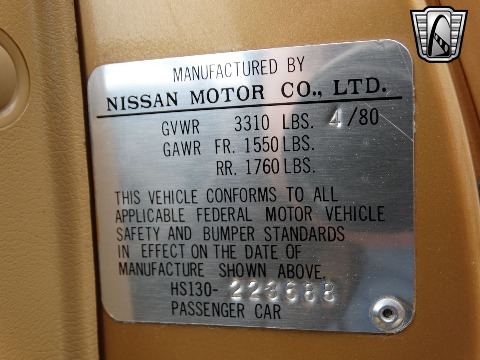 MANUFACTURED BY
NISSAN MOTOR CO., LTD.
GVWR 3310 LBS. 4/80
GAWR FR. 1550 LBS.
RR. 1760 LBS.
THIS VEHICLE CONFORMS TO ALL
APPLICABLE FEDERAL MOTOR VEHICLE
SAFETY AND BUMPER STANDARDS
IN EFFECT ON THE DATE OF
MANUFACTURE SHOWN ABOVE.
HS130-223688
PASSENGER CAR